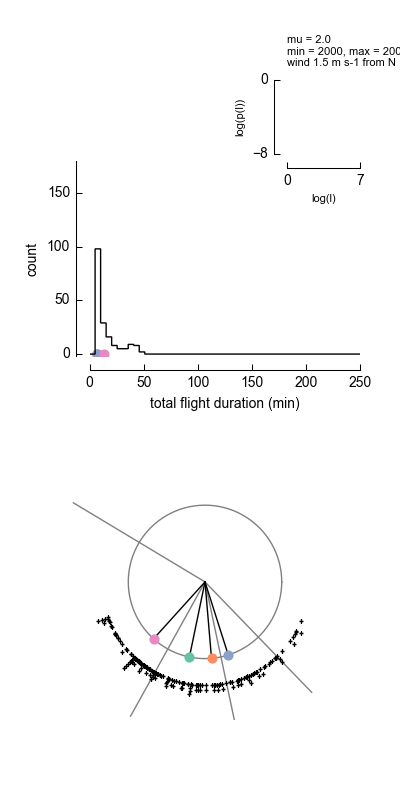 mu = 2.0
min = 2000, max = 200
wind 1.5 m s-1 from N
0
log(p(l))
−8
0 7
log(l)
150
100
count
50
0
0 50 100 150 200 250
total flight duration (min)